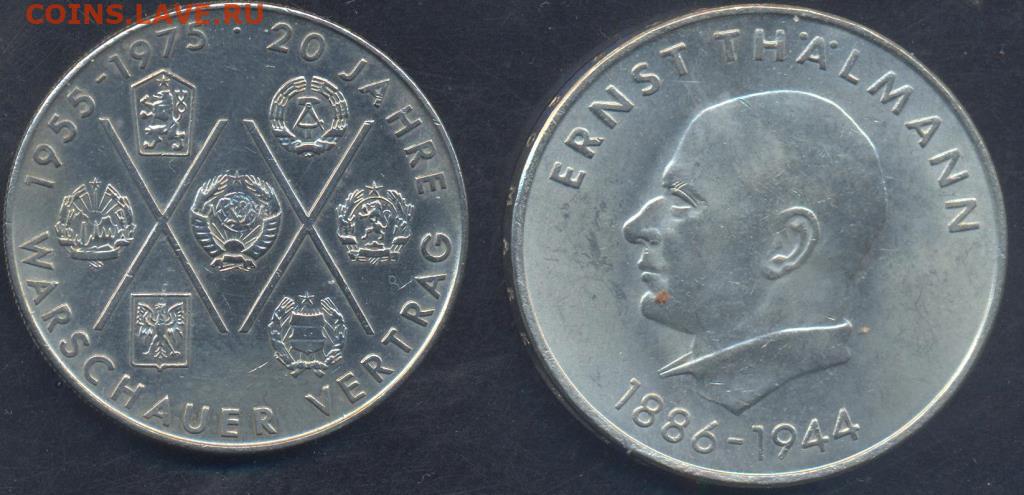 COINS.LAVE.RU
1955-1975 · 20 JAHRE
WARSCHAUER VERTRAG
ERNST THÄLMANN
1886-1944